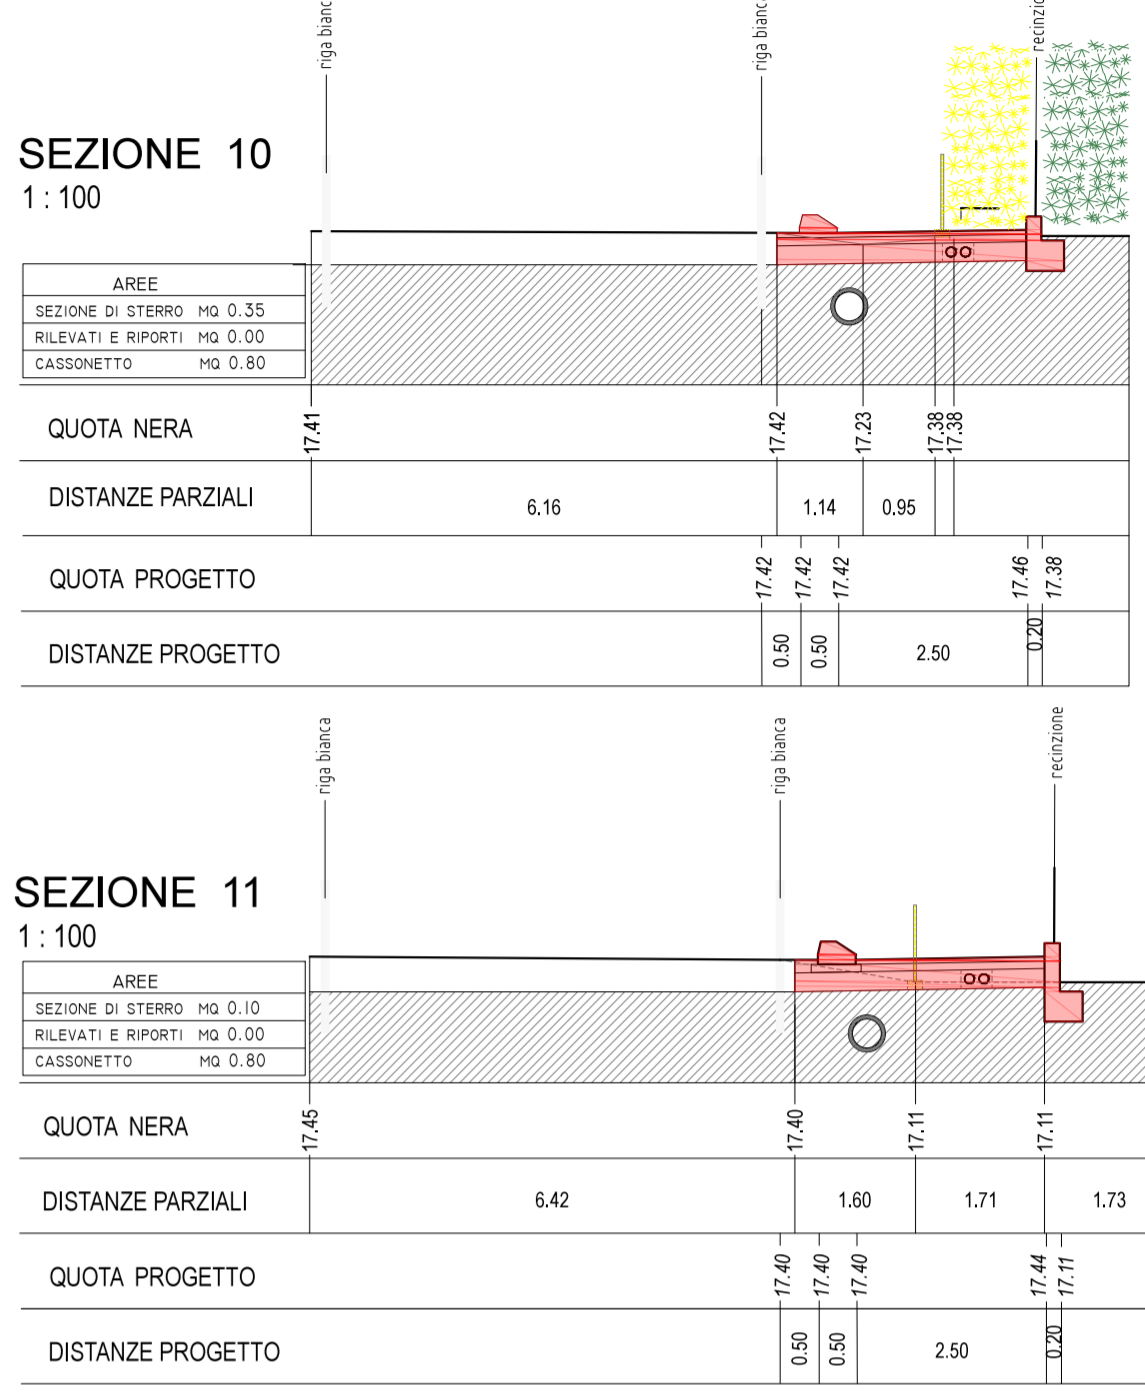 riga bianca
riga bianca
recinzio
SEZIONE 10
1 : 100
AREE
SEZIONE DI STERRO MQ 0.35
RILEVATI E RIPORTI MQ 0.00
CASSONETTO MQ 0.80
QUOTA NERA 17.41 17.42 17.23 17.38 17.38
DISTANZE PARZIALI 6.16 1.14 0.95
QUOTA PROGETTO 17.42 17.42 17.42 17.46 17.38
DISTANZE PROGETTO 0.50 0.50 2.50 0.20
riga bianca
riga bianca
recinzione
SEZIONE 11
1 : 100
AREE
SEZIONE DI STERRO MQ 0.10
RILEVATI E RIPORTI MQ 0.00
CASSONETTO MQ 0.80
QUOTA NERA 17.45 17.40 17.11 17.11
DISTANZE PARZIALI 6.42 1.60 1.71 1.73
QUOTA PROGETTO 17.40 17.40 17.40 17.44 17.11
DISTANZE PROGETTO 0.50 0.50 2.50 0.20